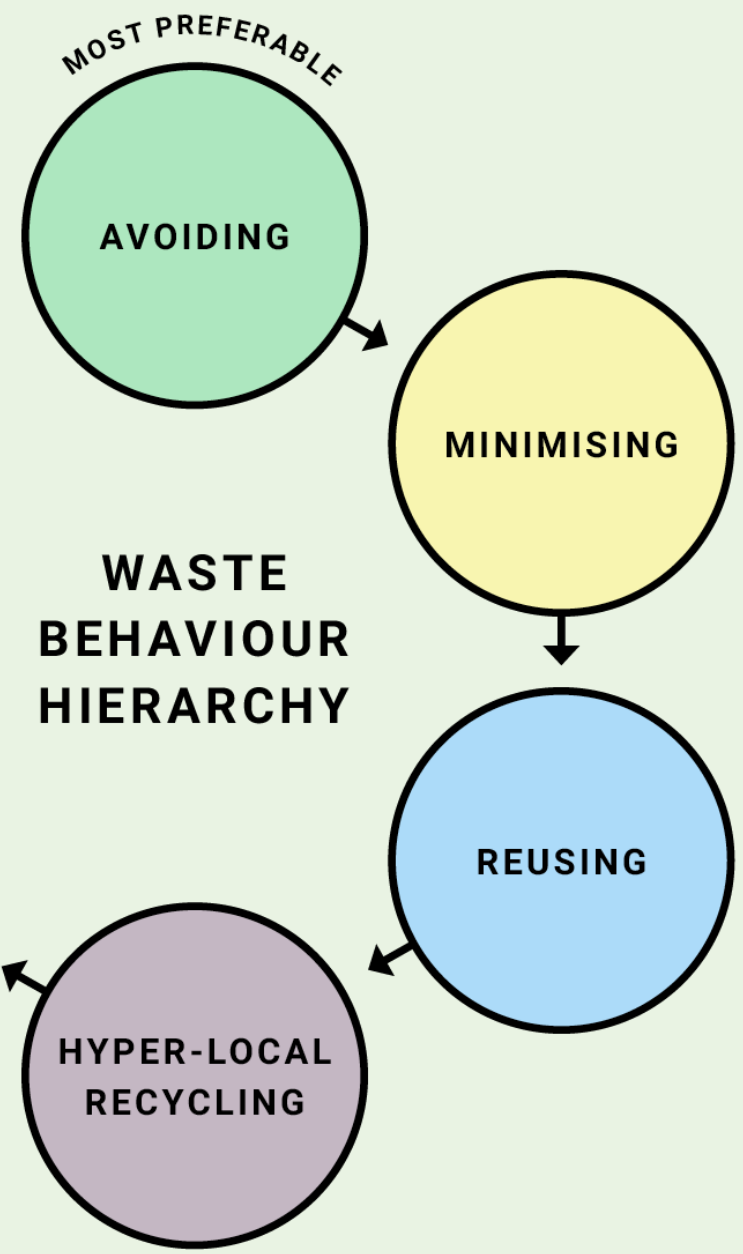 MOST PREFERABLE
AVOIDING
MINIMISING
WASTE
BEHAVIOUR
HIERARCHY
REUSING
HYPER-LOCAL
RECYCLING